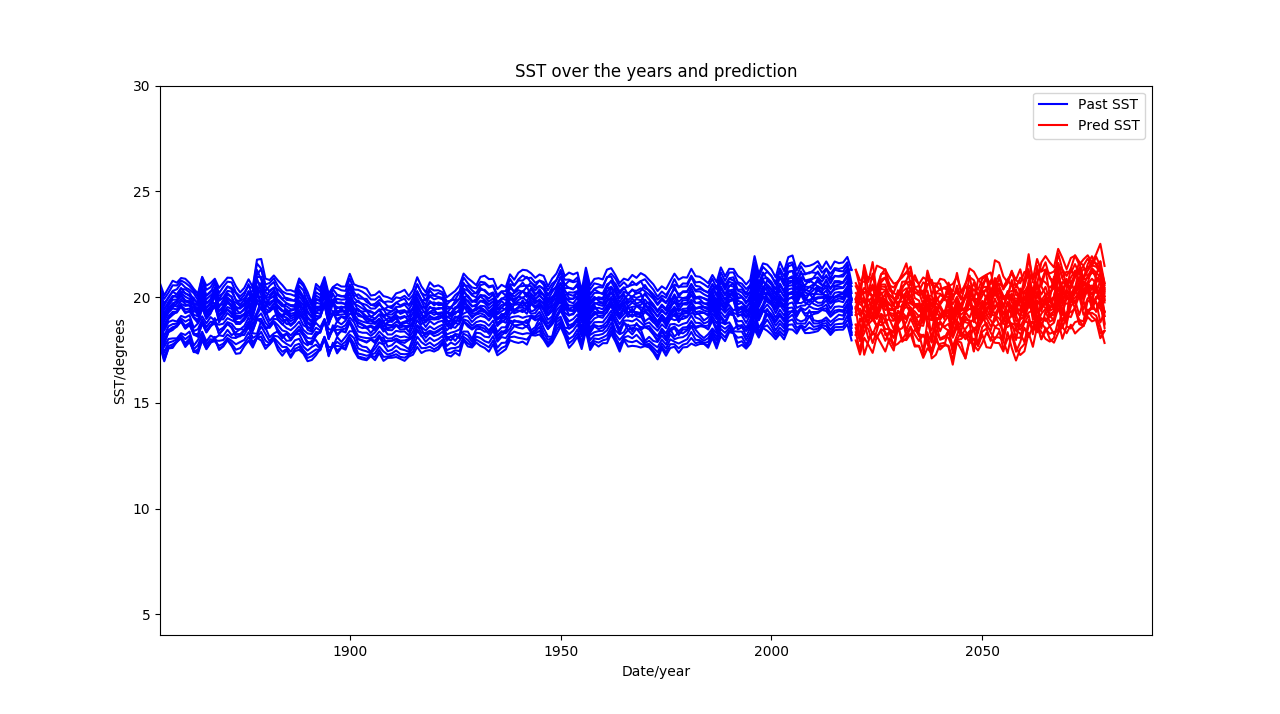 SST over the years and prediction
30
25
20
15
10
5
SST/degrees
1900
1950
2000
2050
Date/year
Past SST
Pred SST